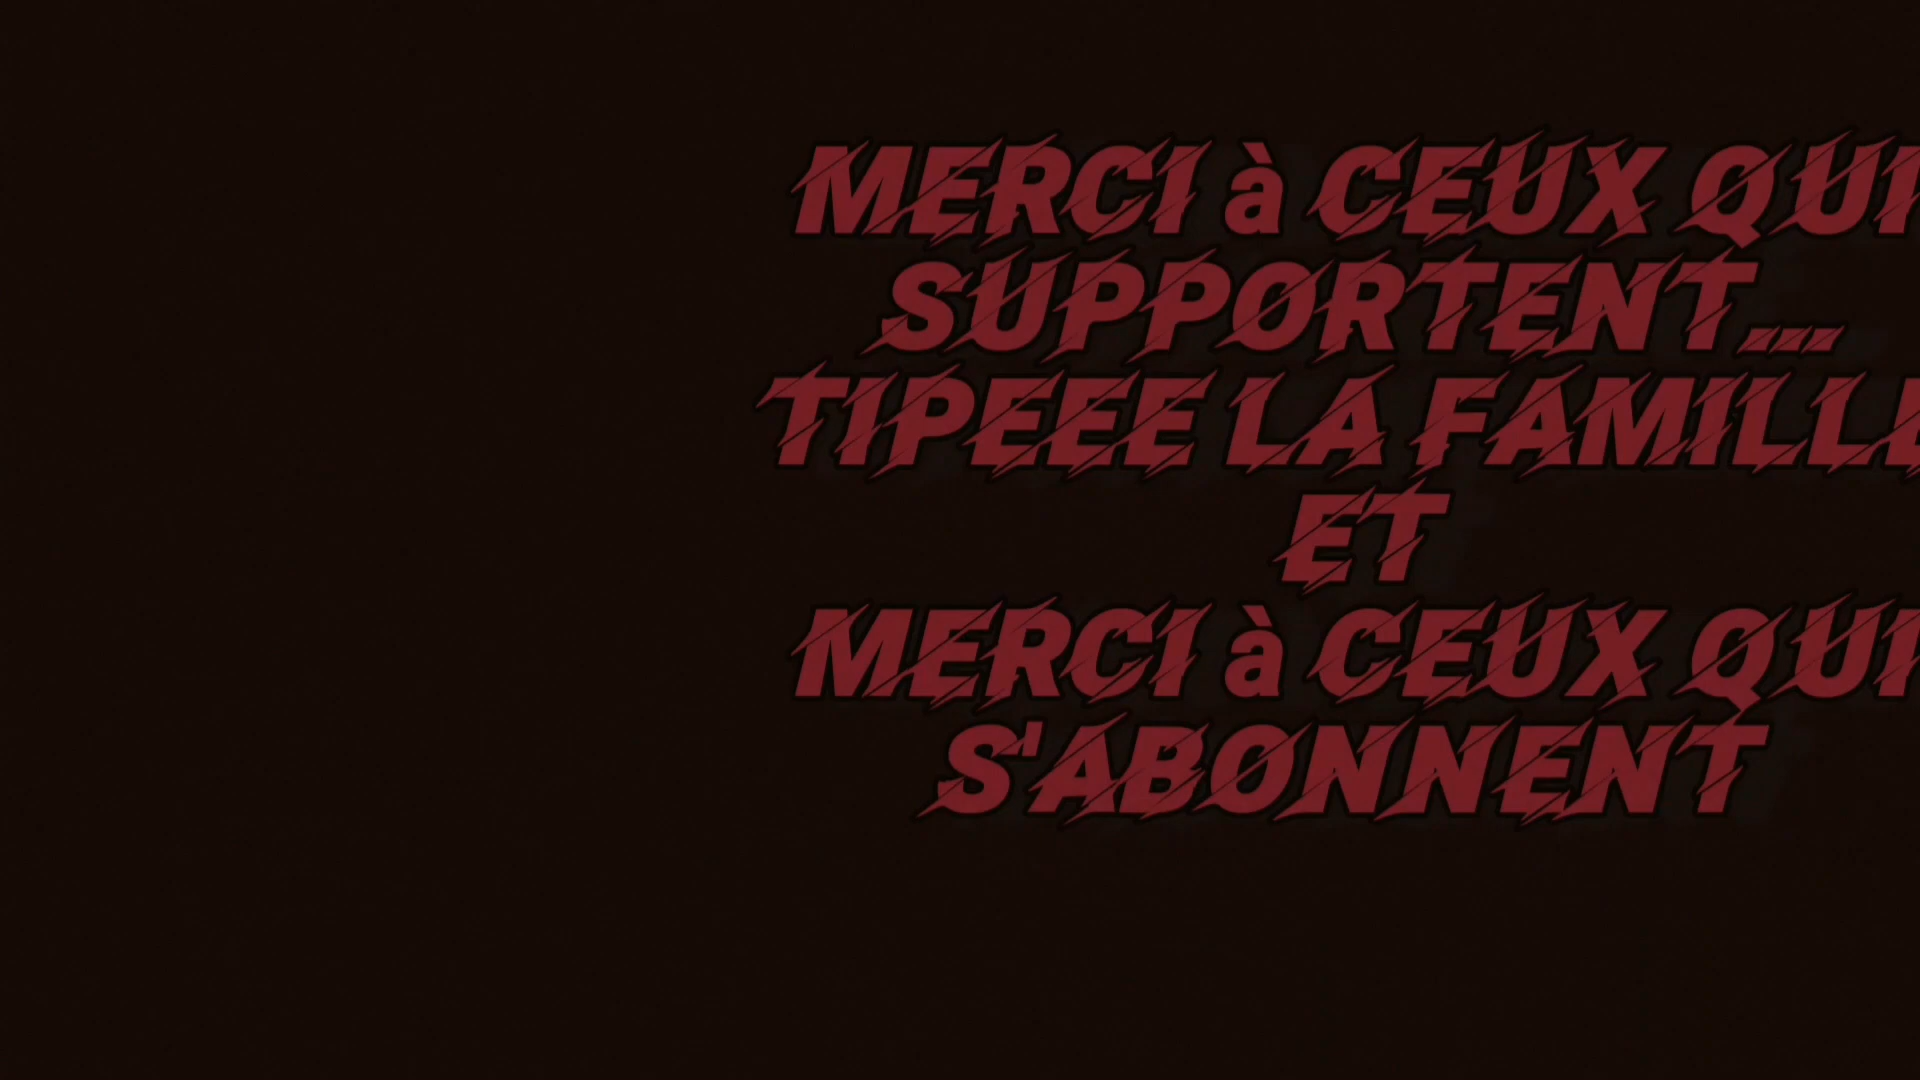 MERCI à CEUX QUI
SUPPORTENT...
TIPEEE LA FAMILLE
ET
MERCI à CEUX QUI
S'ABONNENT